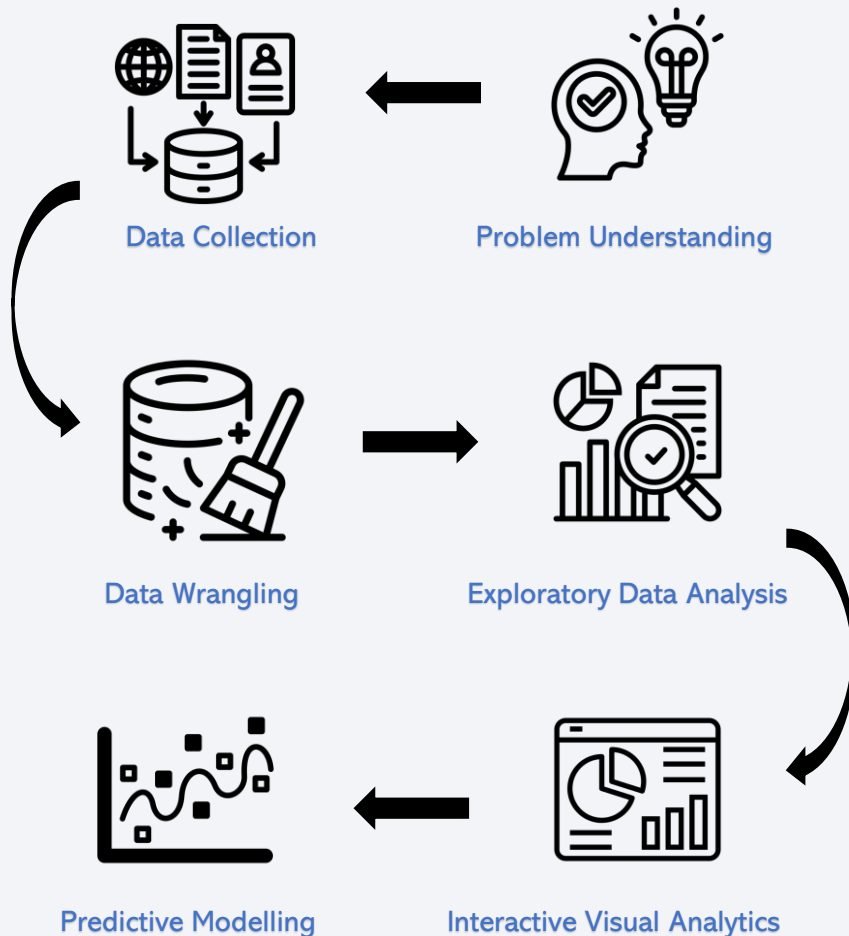 Data Collection
Problem Understanding
Data Wrangling
Exploratory Data Analysis
Predictive Modelling
Interactive Visual Analytics